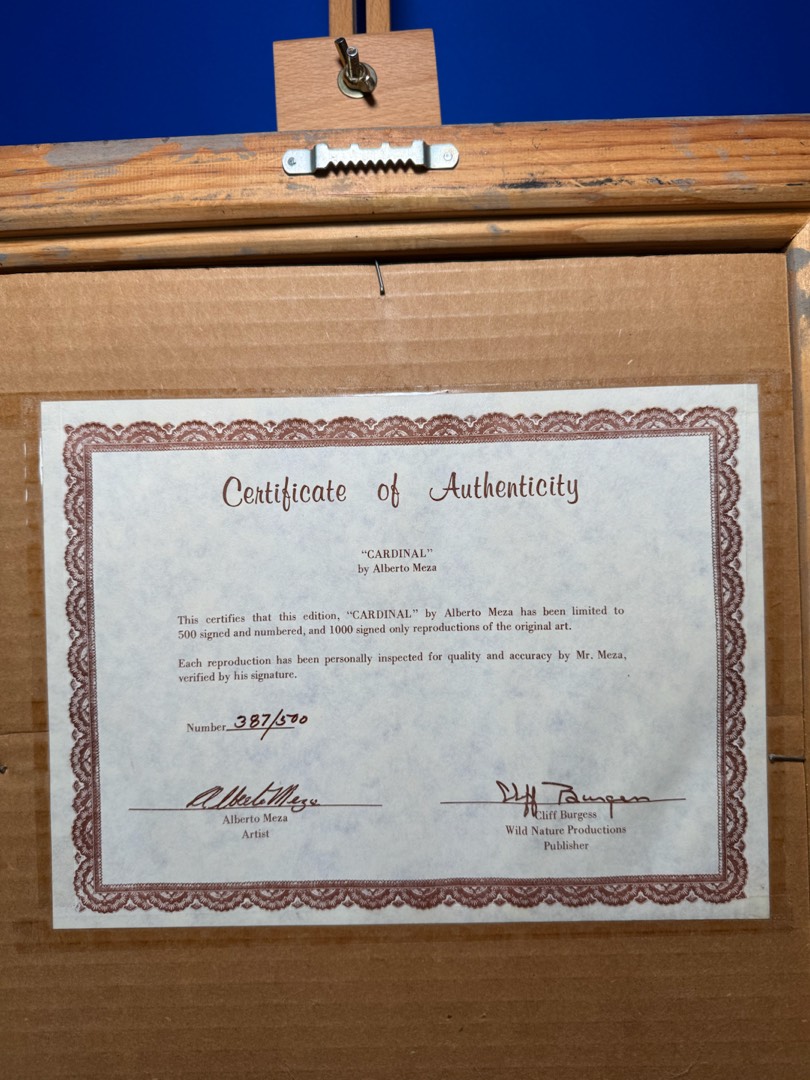 Certificate of Authenticity
"CARDINAL"
by Alberto Meza
This certifies that this edition, "CARDINAL" by Alberto Meza has been limited to
500 signed and numbered, and 1000 signed only reproductions of the original art.
Each reproduction has been personally inspected for quality and accuracy by Mr. Meza,
verified by his signature.
Number 387/500
Alberto Meza
Cliff Burgess
Alberto Meza
Artist
Cliff Burgess
Wild Nature Productions
Publisher